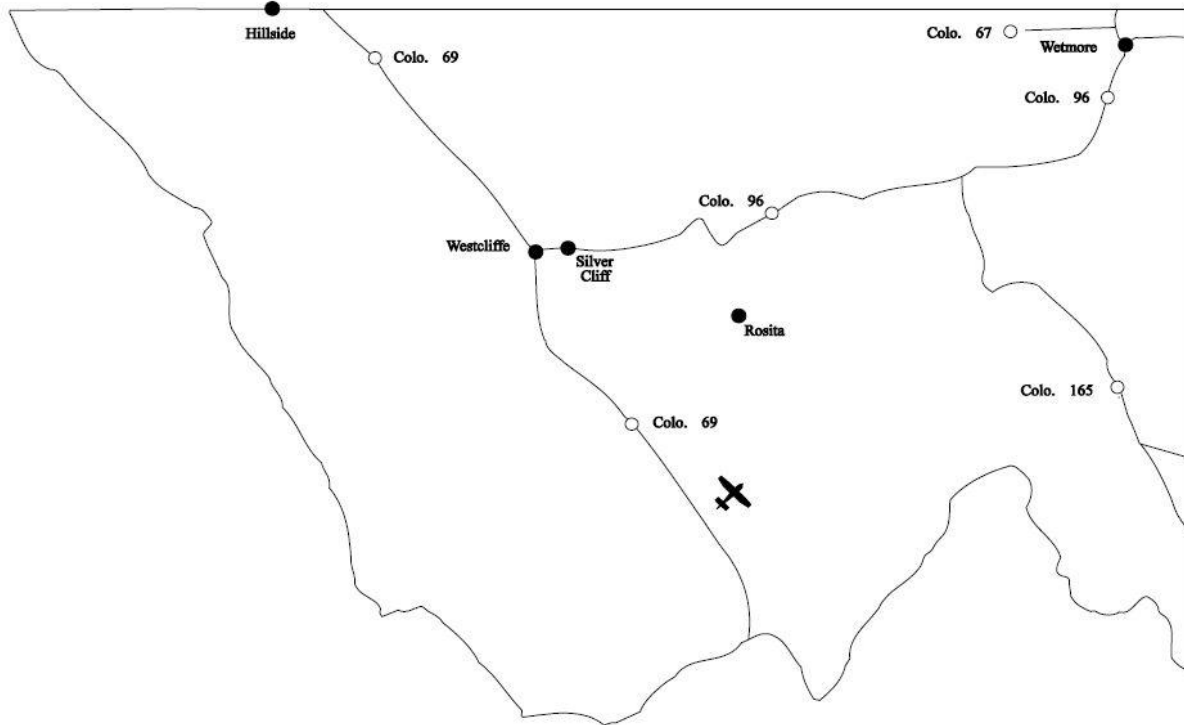 Hillside
Colo. 69
Colo. 67
Wetmore
Colo. 96
Colo. 96
Westcliffe
Silver
Cliff
Rosita
Colo. 165
Colo. 69